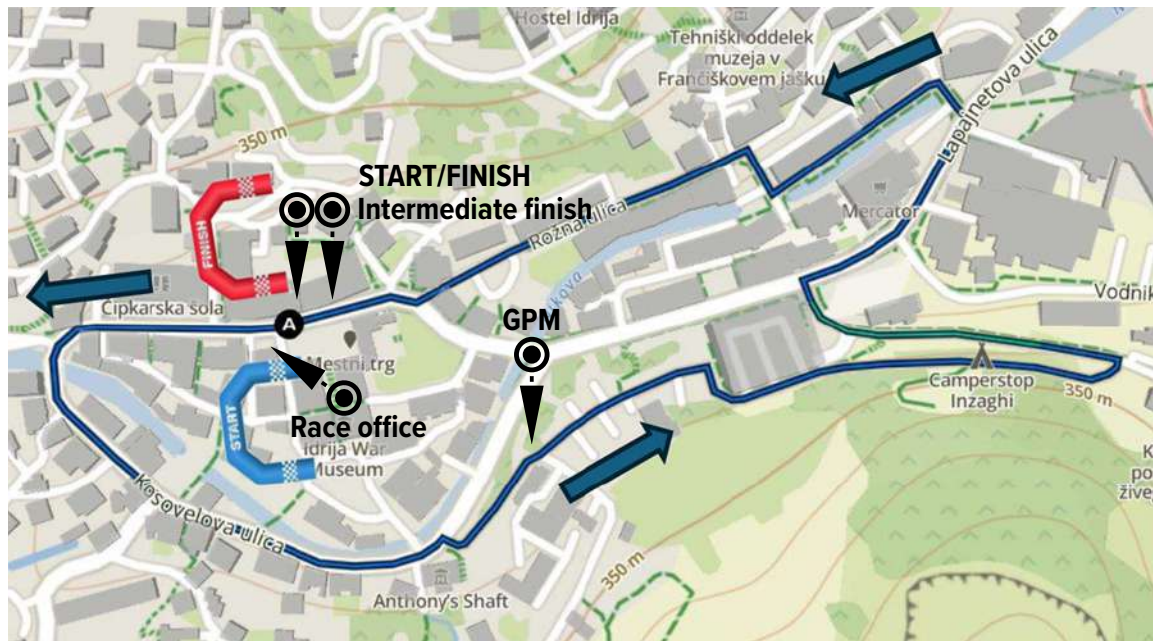 Hostel Idrija
Tehniški oddelek
muzeja v
Frančiškovem jašku
Lapajnetova ulica
350 m
START/FINISH
Intermediate finish
FINISH
Rožna ulica
Mercator
Čipkarska šola
A
Vodnik
GPM
Mestni trg
Camperstop
Inzaghi
350 m
Race office
START
Idrija War
Museum
Kosovelova ulica
350 m
Anthony's Shaft